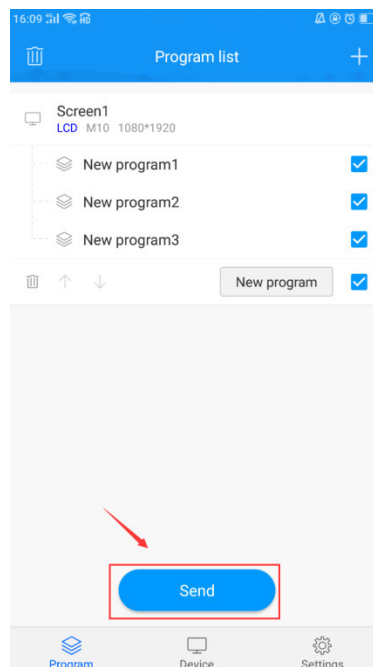 16:09
Program list
Screen1
LCD M10 1080*1920
New program1
New program2
New program3
New program
Send
Program Device Settings